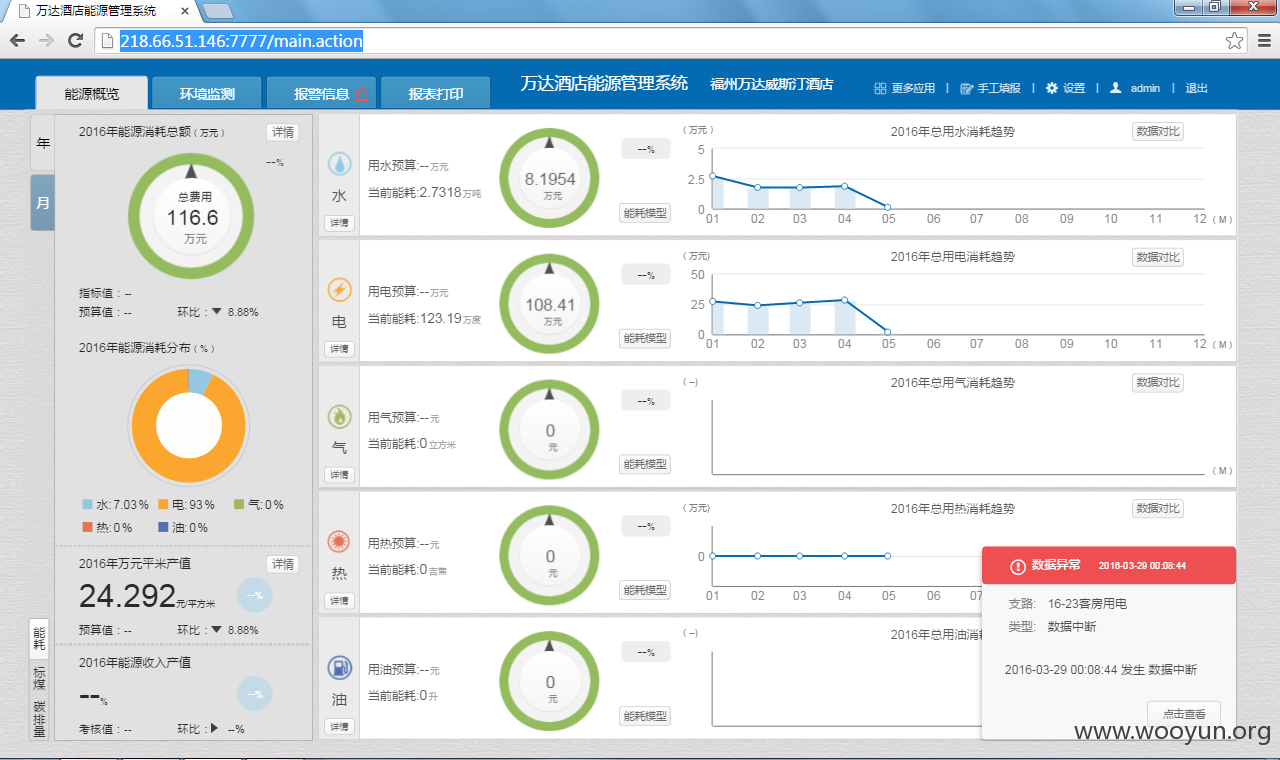 万达酒店能源管理系统
218.66.51.146:7777/main.action
能源概览 环境监测 报警信息 报表打印 万达酒店能源管理系统 福州万达威斯汀酒店 更多应用 | 手工填报 | 设置 | admin | 退出
年
月
能耗
标煤
碳排量
2016年能源消耗总额(万元) 详情
--%
总费用
116.6
万元
指标值：--
预算值：-- 环比：8.88%
2016年能源消耗分布(%)
水:7.03% 电:93% 气:0%
热:0% 油:0%
2016年万元平米产值 详情
24.292元/平方米 --%
预算值：-- 环比：8.88%
2016年能源收入产值
--% --%
考核值：-- 环比：--%
水
详情
用水预算:--万元
当前能耗:2.7318万吨
8.1954
万元
--%
能耗模型
(万元) 2016年总用水消耗趋势 数据对比
5
2.5
0
01 02 03 04 05 06 07 08 09 10 11 12 (M)
电
详情
用电预算:--万元
当前能耗:123.19万度
108.41
万元
--%
能耗模型
(万元) 2016年总用电消耗趋势 数据对比
50
25
0
01 02 03 04 05 06 07 08 09 10 11 12 (M)
气
详情
用气预算:--元
当前能耗:0立方米
0
元
--%
能耗模型
(--) 2016年总用气消耗趋势 数据对比
(M)
热
详情
用热预算:--元
当前能耗:0吉焦
0
元
--%
能耗模型
(万元) 2016年总用热消耗趋势 数据对比
0
01 02 03 04 05 06
油
详情
用油预算:--元
当前能耗:0升
0
元
--%
能耗模型
(--) 2016年总用油消
数据异常 2016-03-29 00:08:44
支路: 16-23客房用电
类型: 数据中断
2016-03-29 00:08:44 发生 数据中断
点击查看
www.wooyun.org